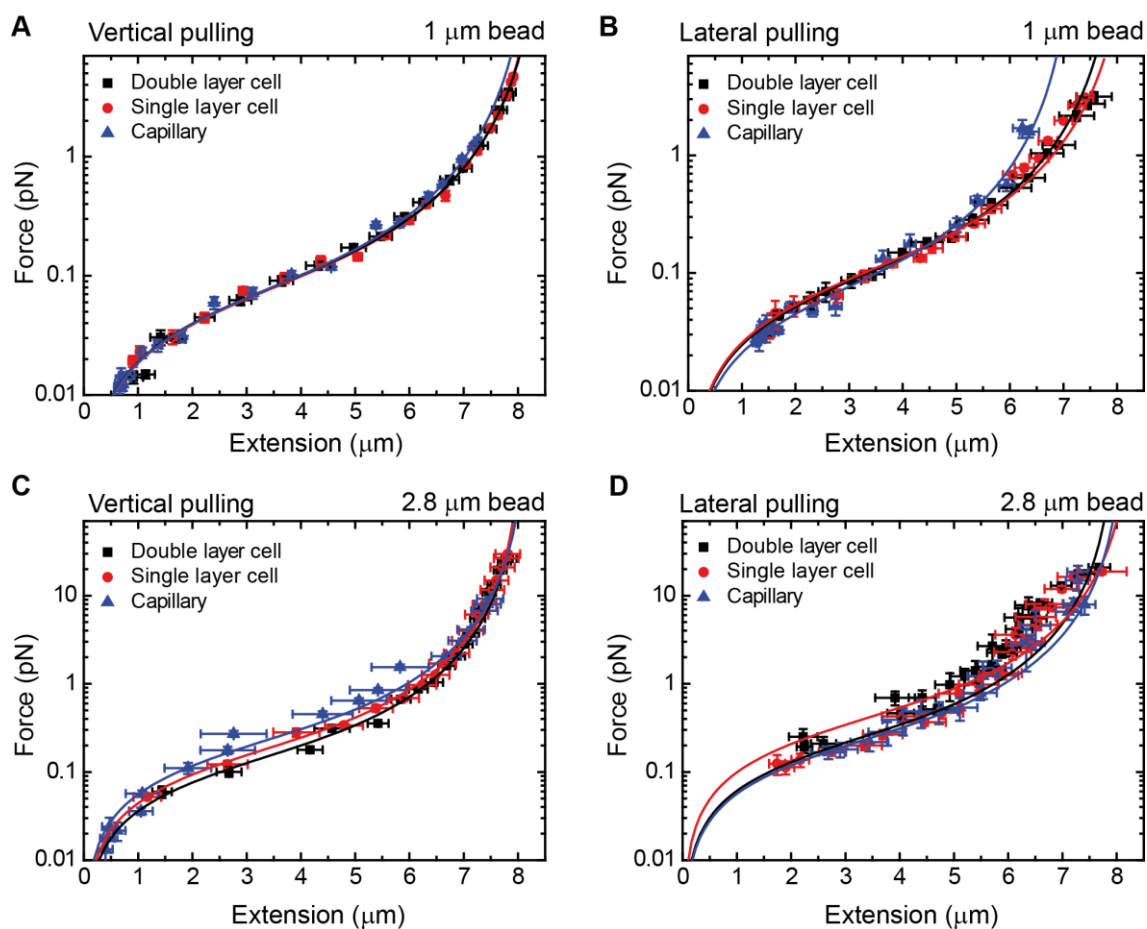 A Vertical pulling 1 μm bead
Double layer cell
Single layer cell
Capillary
Force (pN)
1
0.1
0.01
0 1 2 3 4 5 6 7 8
Extension (μm)
B Lateral pulling 1 μm bead
Double layer cell
Single layer cell
Capillary
Force (pN)
1
0.1
0.01
0 1 2 3 4 5 6 7 8
Extension (μm)
C Vertical pulling 2.8 μm bead
Double layer cell
Single layer cell
Capillary
Force (pN)
10
1
0.1
0.01
0 1 2 3 4 5 6 7 8
Extension (μm)
D Lateral pulling 2.8 μm bead
Double layer cell
Single layer cell
Capillary
Force (pN)
10
1
0.1
0.01
0 1 2 3 4 5 6 7 8
Extension (μm)